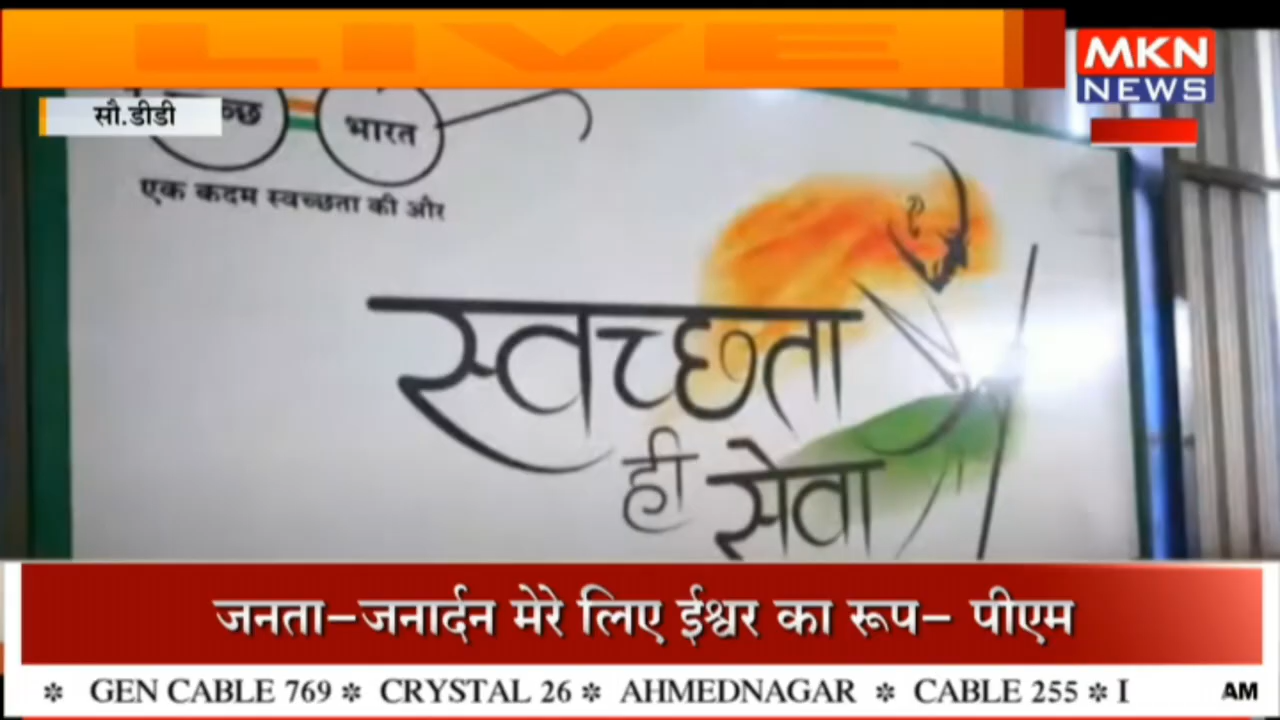 LIVE
MKN
NEWS
सौ.डीडी
च्छ
भारत
एक कदम स्वच्छता की और
स्वच्छता
ही सेवा
जनता–जनार्दन मेरे लिए ईश्वर का रूप– पीएम
✲ GEN CABLE 769 ✲ CRYSTAL 26 ✲ AHMEDNAGAR ✲ CABLE 255 ✲ I
AM